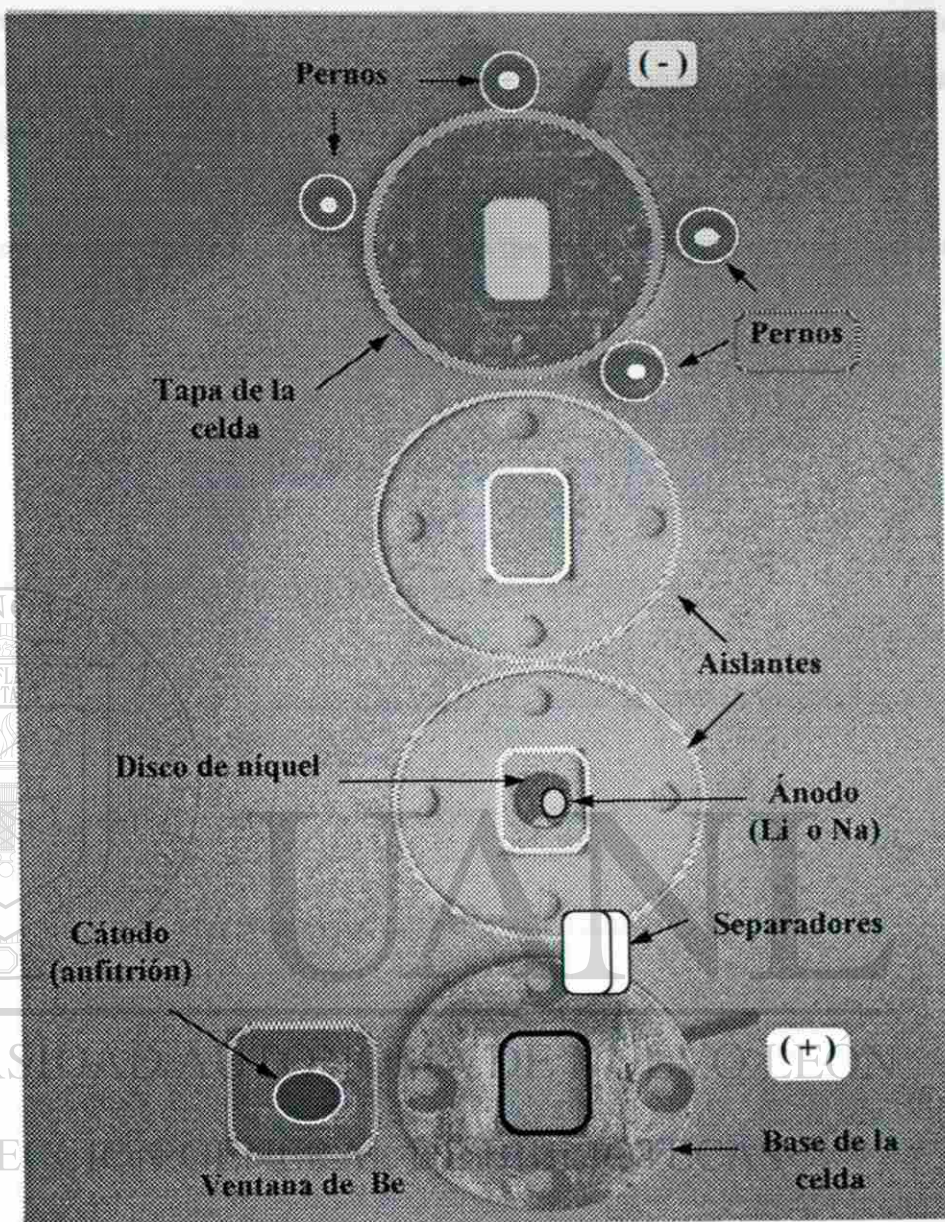 Pernos
( - )
Pernos
Tapa de la
celda
Aislantes
Disco de níquel
Ánodo
(Li o Na)
Separadores
Cátodo
(anfitrión)
UANL
( + )
Base de la
celda
Ventana de Be